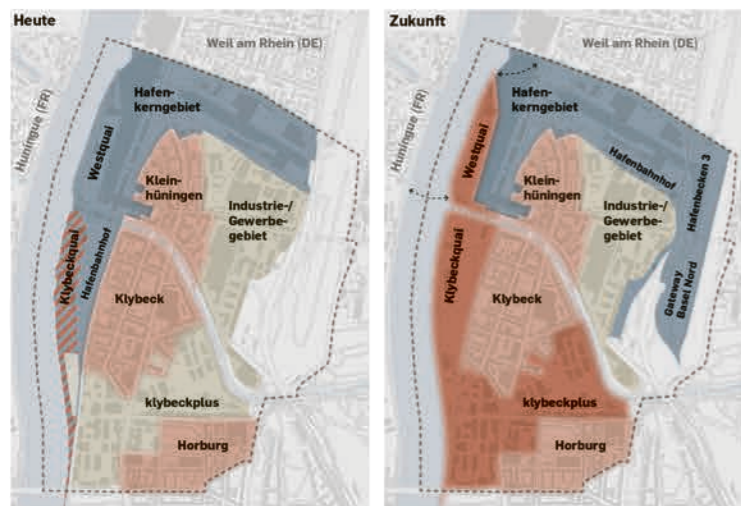 Heute
Weil am Rhein (DE)
Huningue (FR)
Hafen-
kerngebiet
Westquai
Klein-
hüningen
Industrie-/
Gewerbe-
gebiet
Klybeckquai
Hafenbahnhof
Klybeck
klybeckplus
Horburg
Zukunft
Weil am Rhein (DE)
Huningue (FR)
Hafen-
kerngebiet
Westquai
Klein-
hüningen
Hafenbahnhof
Hafenbecken 3
Industrie-/
Gewerbe-
gebiet
Klybeckquai
Gateway
Basel Nord
Klybeck
klybeckplus
Horburg